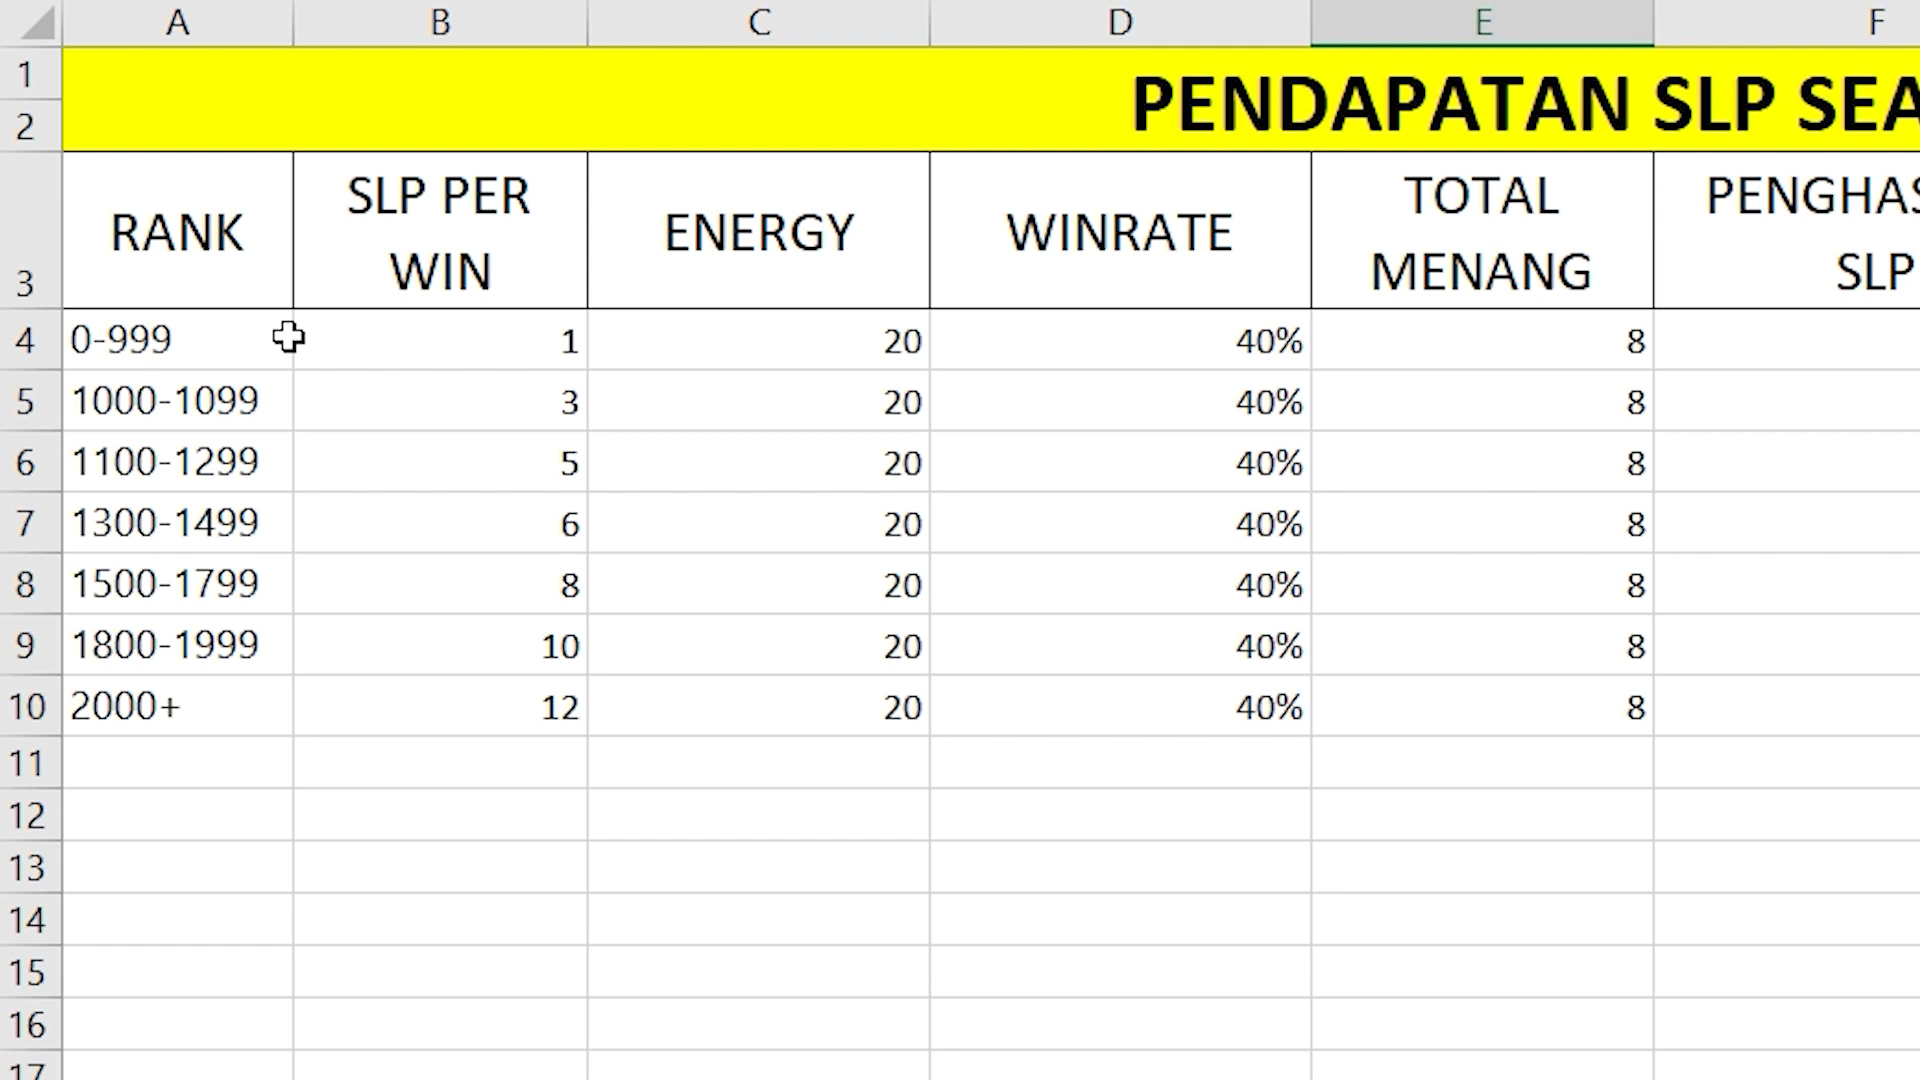 A B C D E F
1 PENDAPATAN SLP SEA
2
3 RANK SLP PER WIN ENERGY WINRATE TOTAL MENANG PENGHAS SLP
4 0-999 1 20 40% 8
5 1000-1099 3 20 40% 8
6 1100-1299 5 20 40% 8
7 1300-1499 6 20 40% 8
8 1500-1799 8 20 40% 8
9 1800-1999 10 20 40% 8
10 2000+ 12 20 40% 8
11
12
13
14
15
16
17